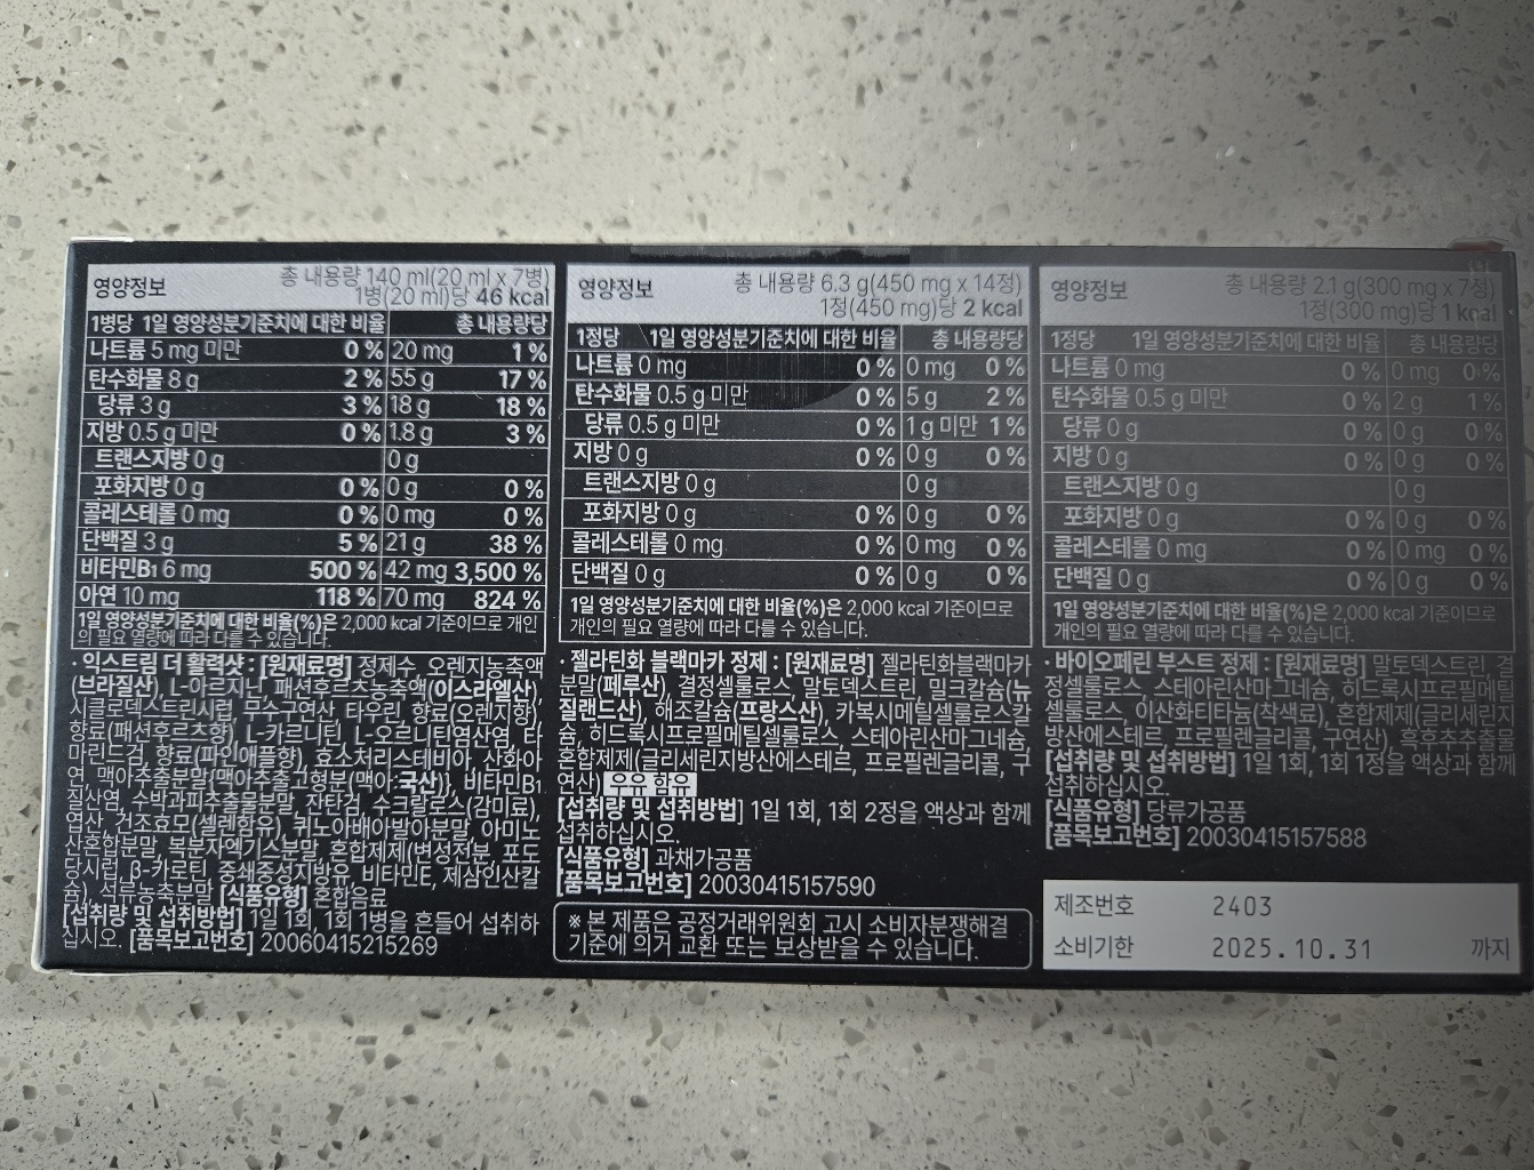 영양정보
총 내용량 140 ml(20 ml x 7병)
1병(20 ml)당 46 kcal
1병당 1일 영양성분기준치에 대한 비율 총 내용량당
나트륨 5 mg 미만 0 % 20 mg 1 %
탄수화물 8 g 2 % 55 g 17 %
당류 3 g 3 % 18 g 18 %
지방 0.5 g 미만 0 % 1.8 g 3 %
트랜스지방 0 g 0 g
포화지방 0 g 0 % 0 g 0 %
콜레스테롤 0 mg 0 % 0 mg 0 %
단백질 3 g 5 % 21 g 38 %
비타민B1 6 mg 500 % 42 mg 3,500 %
아연 10 mg 118 % 70 mg 824 %
1일 영양성분기준치에 대한 비율(%)은 2,000 kcal 기준이므로 개인
의 필요 열량에 따라 다를 수 있습니다.
· 익스트림 더 활력샷 : [원재료명] 정제수, 오렌지농축액
(브라질산), L-아르지닌, 패션후르츠농축액(이스라엘산),
시클로덱스트린시럽, 무수구연산, 타우린, 향료(오렌지향),
향료(패션후르츠향), L-카르니틴, L-오르니틴염산염, 타
마린드검, 향료(파인애플향), 효소처리스테비아, 산화아
연, 맥아추출분말(맥아추출고형분(맥아:국산)), 비타민B1
질산염, 수박과피추출물분말, 잔탄검, 수크랄로스(감미료),
엽산, 건조효모(셀렌함유), 퀴노아배아발아분말, 아미노
산혼합분말, 복분자엑기스분말, 혼합제제(변성전분, 포도
당시럽, β-카로틴, 중쇄중성지방유, 비타민E, 제삼인산칼
슘), 석류농축분말 [식품유형] 혼합음료
[섭취량 및 섭취방법] 1일 1회, 1회 1병을 흔들어 섭취하
십시오. [품목보고번호] 20060415215269
영양정보
총 내용량 6.3 g(450 mg x 14정)
1정(450 mg)당 2 kcal
1정당 1일 영양성분기준치에 대한 비율 총 내용량당
나트륨 0 mg 0 % 0 mg 0 %
탄수화물 0.5 g 미만 0 % 5 g 2 %
당류 0.5 g 미만 0 % 1 g 미만 1 %
지방 0 g 0 % 0 g 0 %
트랜스지방 0 g 0 g
포화지방 0 g 0 % 0 g 0 %
콜레스테롤 0 mg 0 % 0 mg 0 %
단백질 0 g 0 % 0 g 0 %
1일 영양성분기준치에 대한 비율(%)은 2,000 kcal 기준이므로
개인의 필요 열량에 따라 다를 수 있습니다.
· 젤라틴화 블랙마카 정제 : [원재료명] 젤라틴화블랙마카
분말(페루산), 결정셀룰로스, 말토덱스트린, 밀크칼슘(뉴
질랜드산), 해조칼슘(프랑스산), 카복시메틸셀룰로스칼
슘, 히드록시프로필메틸셀룰로스, 스테아린산마그네슘,
혼합제제(글리세린지방산에스테르, 프로필렌글리콜, 구
연산) 우유 함유
[섭취량 및 섭취방법] 1일 1회, 1회 2정을 액상과 함께
섭취하십시오.
[식품유형] 과채가공품
[품목보고번호] 20030415157590
※ 본 제품은 공정거래위원회 고시 소비자분쟁해결
기준에 의거 교환 또는 보상받을 수 있습니다.
영양정보
총 내용량 2.1 g(300 mg x 7정)
1정(300 mg)당 1 kcal
1정당 1일 영양성분기준치에 대한 비율 총 내용량당
나트륨 0 mg 0 % 0 mg 0 %
탄수화물 0.5 g 미만 0 % 2 g 1 %
당류 0 g 0 % 0 g 0 %
지방 0 g 0 % 0 g 0 %
트랜스지방 0 g 0 g
포화지방 0 g 0 % 0 g 0 %
콜레스테롤 0 mg 0 % 0 mg 0 %
단백질 0 g 0 % 0 g 0 %
1일 영양성분기준치에 대한 비율(%)은 2,000 kcal 기준이므로
개인의 필요 열량에 따라 다를 수 있습니다.
· 바이오페린 부스트 정제 : [원재료명] 말토덱스트린, 결
정셀룰로스, 스테아린산마그네슘, 히드록시프로필메틸
셀룰로스, 이산화티타늄(착색료), 혼합제제(글리세린지
방산에스테르, 프로필렌글리콜, 구연산), 흑후추추출물
[섭취량 및 섭취방법] 1일 1회, 1회 1정을 액상과 함께
섭취하십시오.
[식품유형] 당류가공품
[품목보고번호] 20030415157588
제조번호 2403
소비기한 2025.10.31 까지